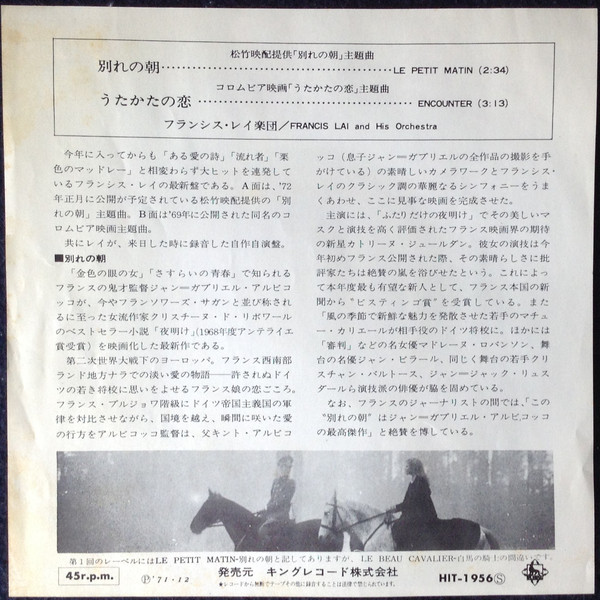 松竹映配提供「別れの朝」主題曲
別れの朝・・・・・・・・・・・・・・・・・・・・・・・・・・・・・・LE PETIT MATIN (2:34)
コロムビア映画「うたかたの恋」主題曲
うたかたの恋・・・・・・・・・・・・・・・・・・・・・・・・・・・・ENCOUNTER (3:13)
フランシス・レイ楽団／FRANCIS LAI and His Orchestra
今年に入ってからも「ある愛の詩」「流れ者」「栗
色のマッドレー」と相変わらず大ヒットを連発して
いるフランシス・レイの最新盤である。A面は、'72
年正月に公開が予定されている松竹映配提供の「別
れの朝」主題曲。B面は'69年に公開された同名のコ
ロムビア映画主題曲。
共にレイが、来日した時に録音した自作自演盤。
■別れの朝
「金色の眼の女」「さすらいの青春」で知られる
フランスの鬼才監督ジャン＝ガブリエル・アルビコ
ッコが、今やフランソワーズ・サガンと並び称され
るに至った女流作家クリスチーヌ・ド・リボワール
のベストセラー小説「夜明け」(1968年度アンテライエ
賞受賞）を映画化した最新作である。
第二次世界大戦下のヨーロッパ。フランス西南部
ランド地方ナラでの淡い愛の物語――許されぬドイ
ツの若き将校に思いをよせるフランス娘の恋ごころ。
フランス・ブルジョワ階級にドイツ帝国主義国の軍
律を対比させながら、国境を越え、瞬間に咲いた愛
の行方をアルビコッコ監督は、父キント・アルビコ
ッコ（息子ジャン＝ガブリエルの全作品の撮影を手
がけている）の素晴しいカメラワークとフランシス・
レイのクラシック調の華麗なるシンフォニーをうま
くあわせ、ここに見事な映画を完成させた。
主演には、「ふたりだけの夜明け」でその美しいマ
スクと演技を高く評価されたフランス映画界の期待
の新星カトリーヌ・ジュールダン。彼女の演技は今
年初めフランス公開された際、その素晴らしさに批
評家たちは絶賛の嵐を浴びせたという。これによっ
て本年度最も有望な新人として、フランス本国の新
聞から“ビスティンゴ賞”を受賞している。また
「風の季節で新鮮な魅力を発散させた若手のマチュ
ー・カリエールが相手役のドイツ将校に。ほかには
「審判」などの名女優マドレーヌ・ロバンソン、舞
台の名優ジャン・ビラール、同じく舞台の若手クリ
スチャン・バルトース、ジャン＝ジャック・リュス
ダールら演技派の俳優が脇を固めている。
なお、フランスのジャーナリストの間では、「この
“別れの朝”はジャン＝ガブリエル・アルビコッコ
の最高傑作」と絶賛を博している。
第1回のレーベルにはLE PETIT MATIN-別れの朝と記してありますが、LE BEAU CAVALIER-白馬の騎士の間違いです。
45r.p.m.
Ⓟ'71・12
発売元 キングレコード株式会社
★レコードから無断でテープその他に録音することは法律で禁じられています。
HIT-1956Ⓢ